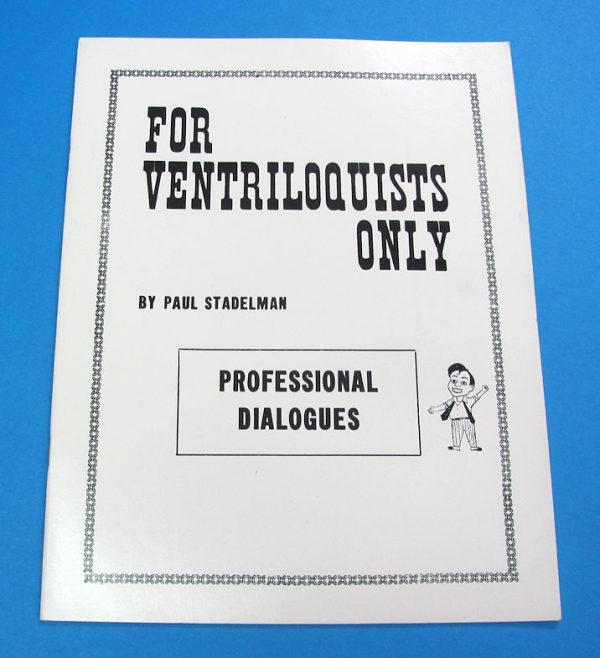 FOR
VENTRILOQUISTS
ONLY
BY PAUL STADELMAN
PROFESSIONAL
DIALOGUES